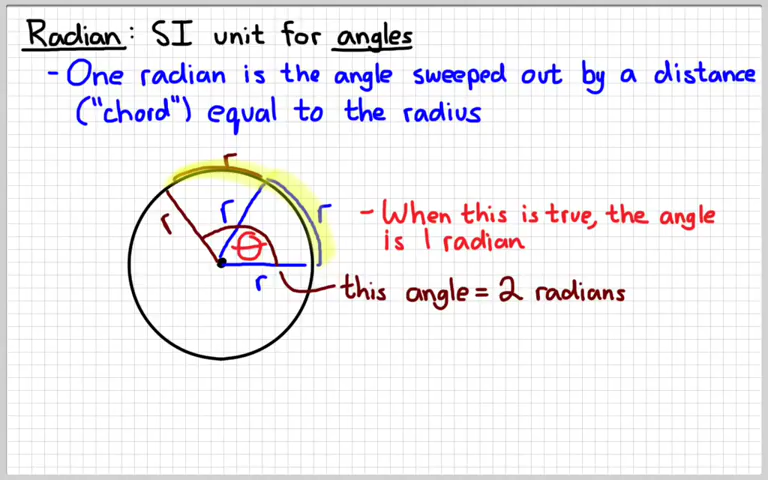 Radian: SI unit for angles
- One radian is the angle sweeped out by a distance
("chord") equal to the radius
r
r
r
r
θ
r
- When this is true, the angle
is 1 radian
this angle = 2 radians